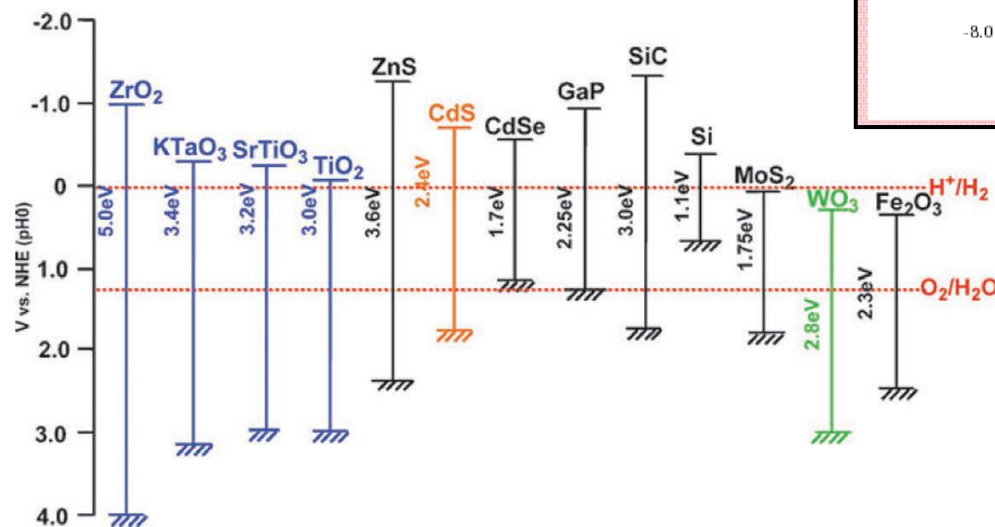 -2.0
-8.0
ZnS
SiC
ZrO2
GaP
-1.0
CdS
CdSe
KTaO3
SrTiO3
TiO2
Si
MoS2
0
H+/H2
WO3
Fe2O3
5.0eV
3.4eV
3.2eV
3.0eV
3.6eV
2.4eV
1.7eV
2.25eV
3.0eV
1.1eV
1.75eV
2.8eV
2.3eV
V vs. NHE (pH0)
1.0
O2/H2O
2.0
3.0
4.0